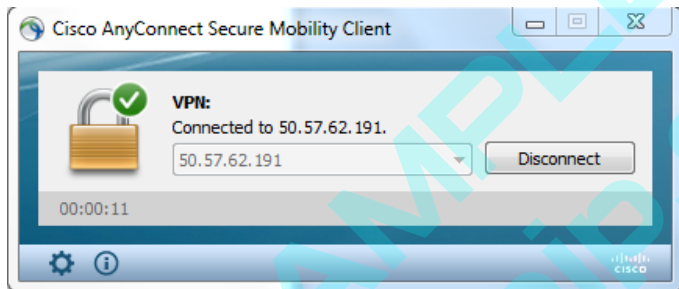 Cisco AnyConnect Secure Mobility Client
VPN:
Connected to 50.57.62.191.
50.57.62.191
Disconnect
00:00:11
CISCO